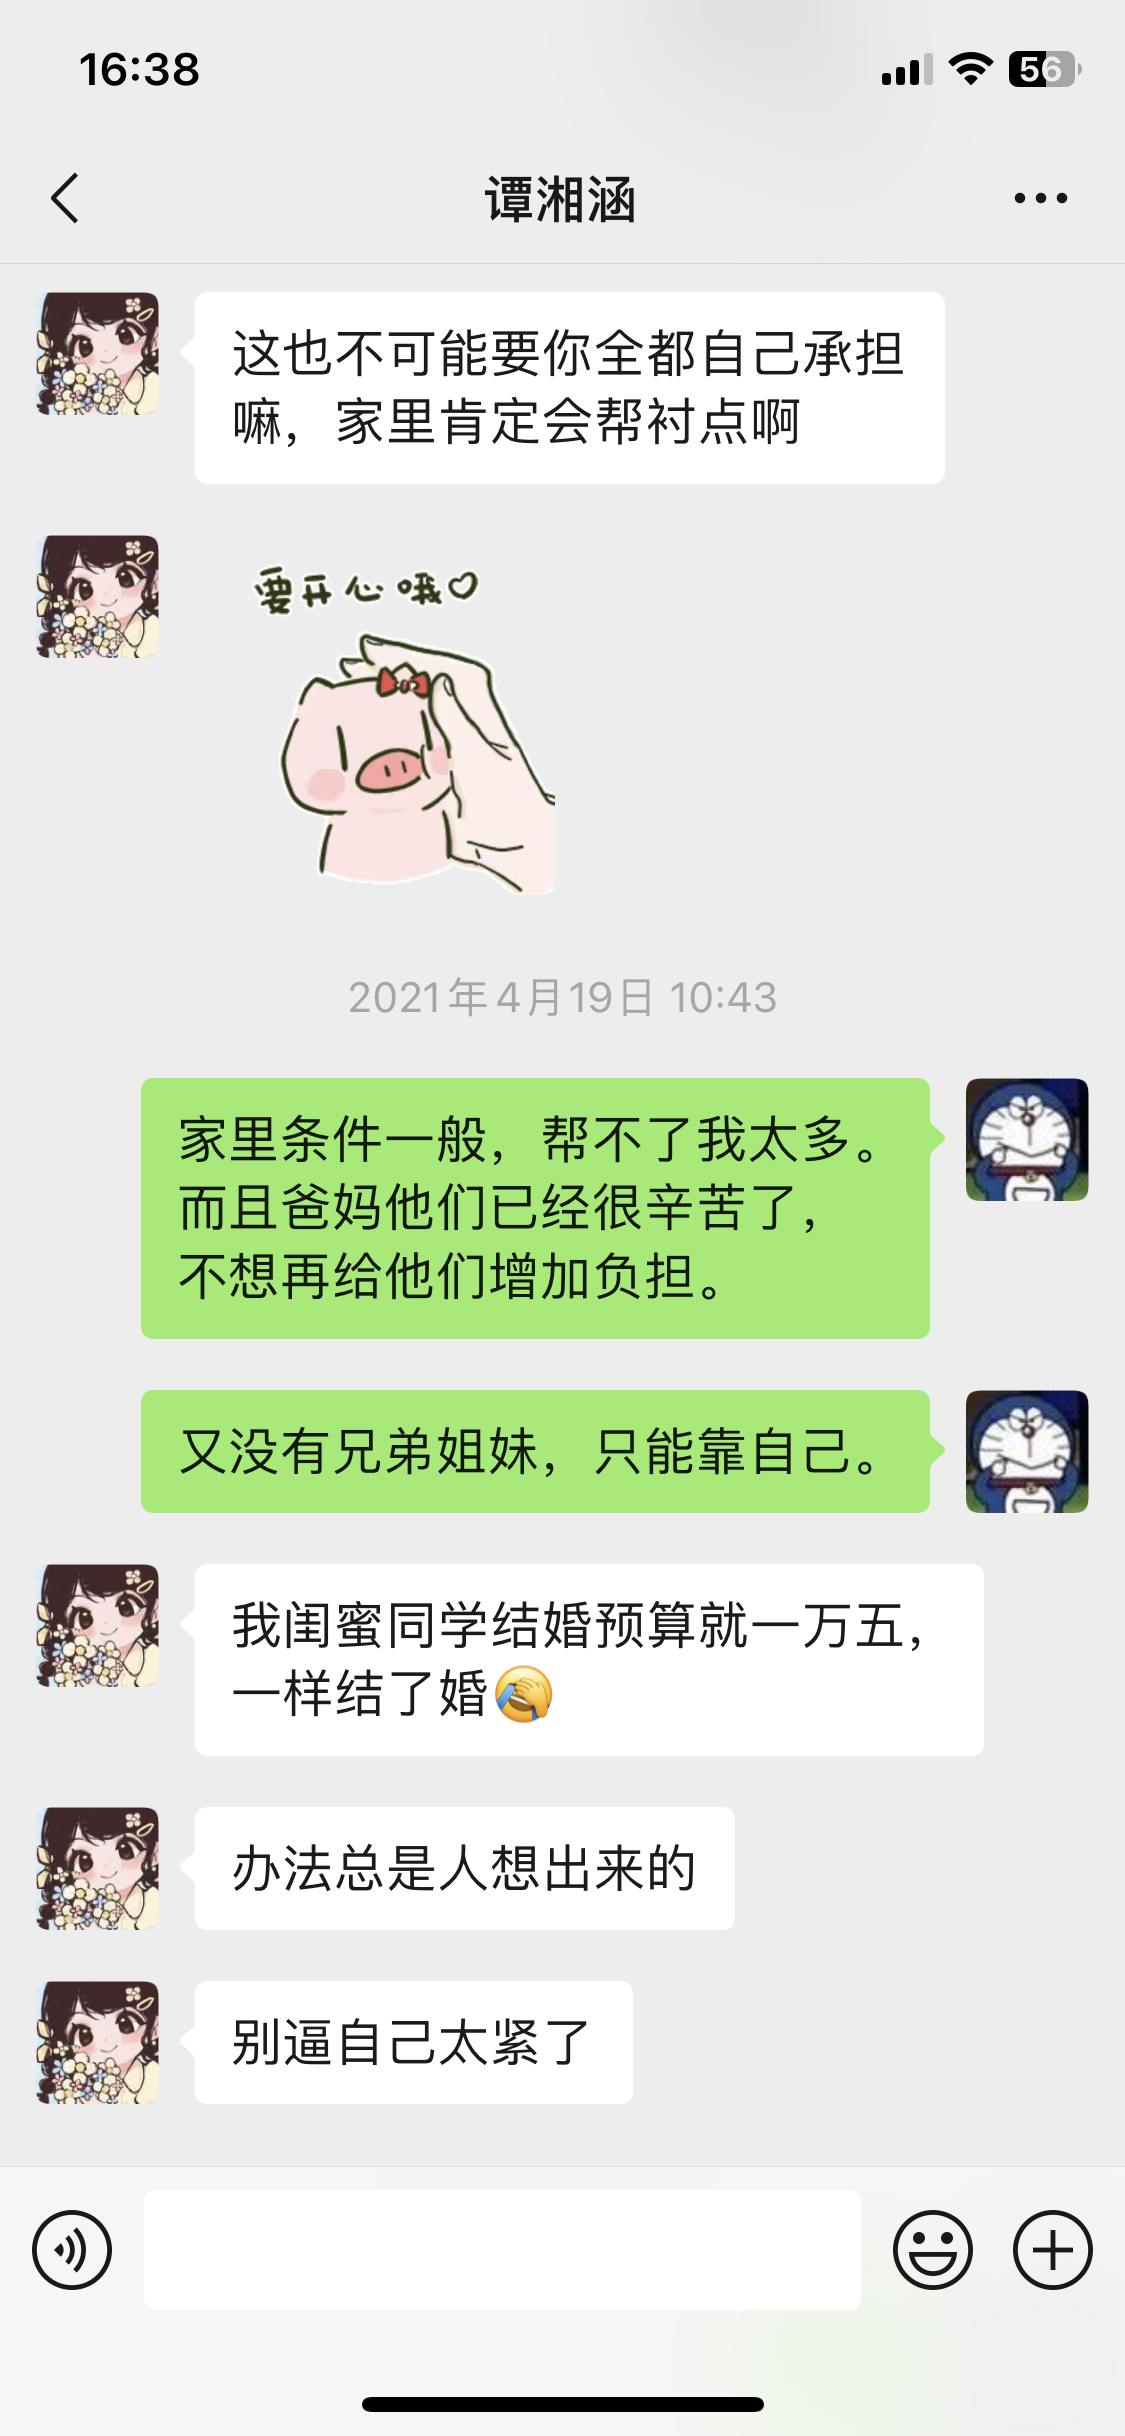 16:38
56
谭湘涵
这也不可能要你全都自己承担
嘛，家里肯定会帮衬点啊
要开心哦♡
2021年4月19日 10:43
家里条件一般，帮不了我太多。
而且爸妈他们已经很辛苦了，
不想再给他们增加负担。
又没有兄弟姐妹，只能靠自己。
我闺蜜同学结婚预算就一万五，
一样结了婚🤣
办法总是人想出来的
别逼自己太紧了